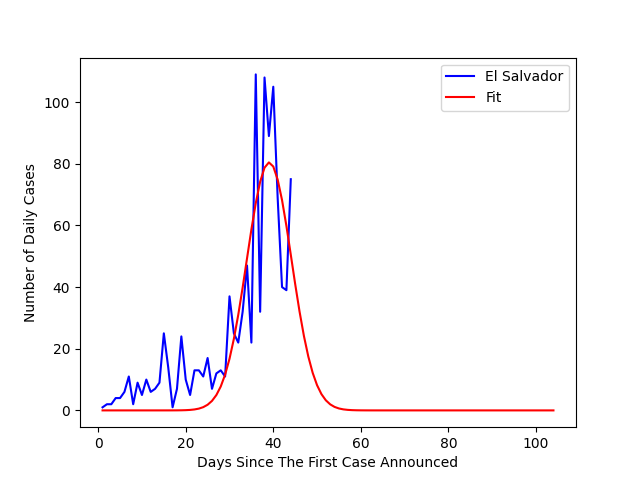 El Salvador
Fit
Number of Daily Cases
100
80
60
40
20
0
0 20 40 60 80 100
Days Since The First Case Announced